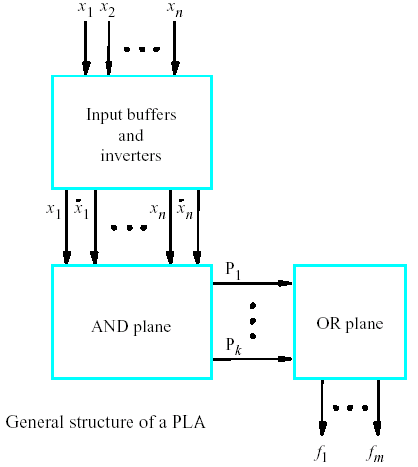 x1 x2 xn
Input buffers
and
inverters
x1 x̄1 xn x̄n
P1
AND plane
OR plane
Pk
General structure of a PLA
f1 fm